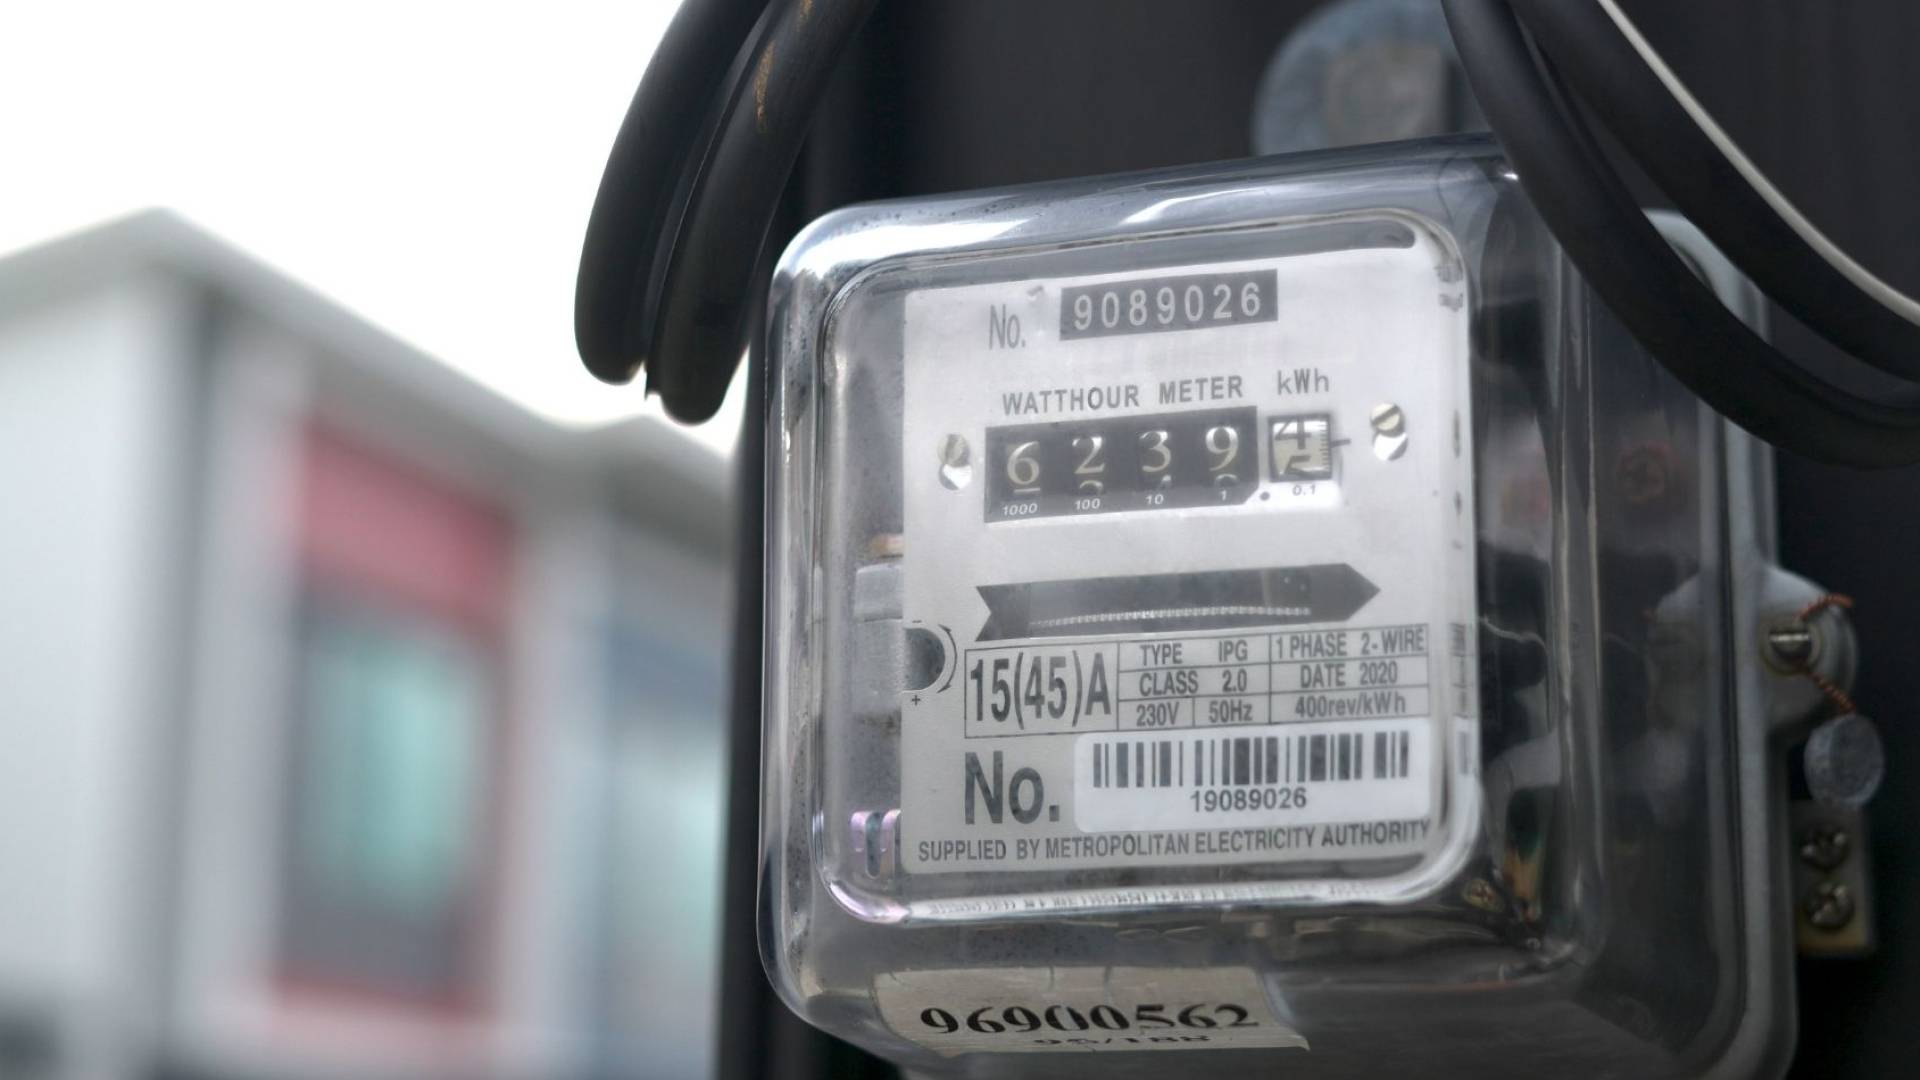 No. 9089026
WATTHOUR METER kWh
6 2 3 9 4
1000 100 10 1 0.1
15(45)A
TYPE IPG 1 PHASE 2-WIRE
CLASS 2.0 DATE 2020
230V 50Hz 400rev/kWh
No.
19089026
SUPPLIED BY METROPOLITAN ELECTRICITY AUTHORITY
96900562